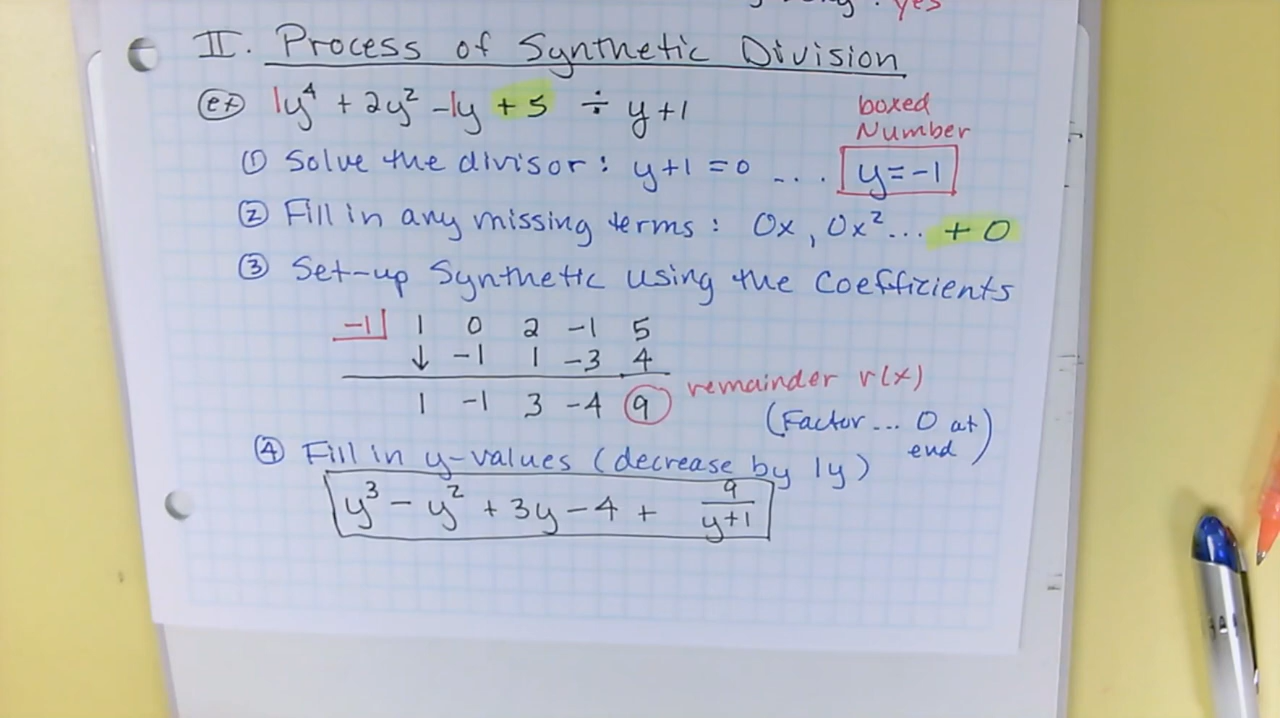 yes
II. Process of Synthetic Division
ex 1y⁴ + 2y² -1y + 5 ÷ y+1
boxed
Number
① Solve the divisor: y+1=0 ... y=-1
② Fill in any missing terms: 0x, 0x²... + 0
③ Set-up Synthetic using the Coefficients
-1 1 0 2 -1 5
↓ -1 1 -3 4
1 -1 3 -4 9
remainder r(x)
(Factor... 0 at end)
④ Fill in y-values (decrease by 1y)
y³ - y² + 3y - 4 + 9/(y+1)